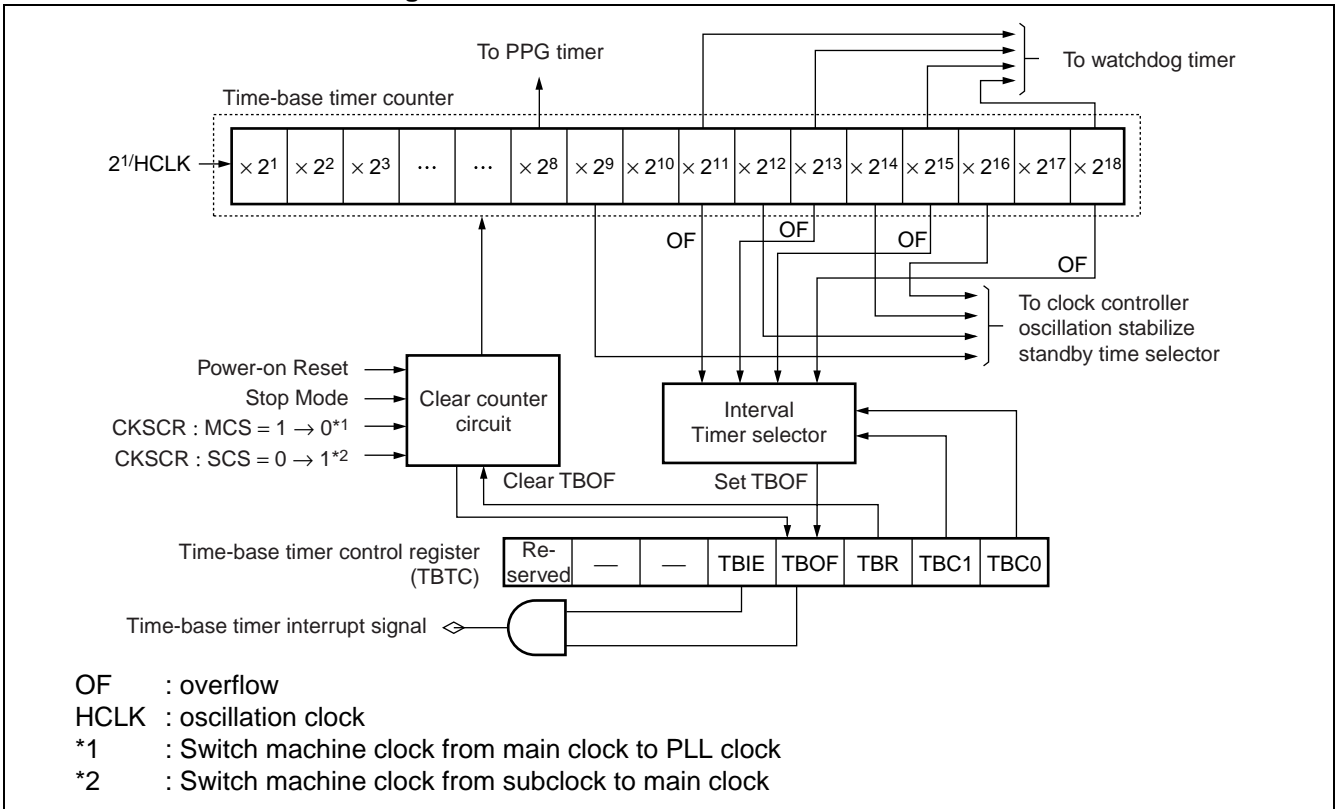 To PPG timer
To watchdog timer
Time-base timer counter
2¹/HCLK
× 2¹ × 2² × 2³ ... ... × 2⁸ × 2⁹ × 2¹⁰ × 2¹¹ × 2¹² × 2¹³ × 2¹⁴ × 2¹⁵ × 2¹⁶ × 2¹⁷ × 2¹⁸
OF OF OF OF
To clock controller
oscillation stabilize
standby time selector
Power-on Reset
Stop Mode
CKSCR : MCS = 1 → 0*1
CKSCR : SCS = 0 → 1*2
Clear counter
circuit
Interval
Timer selector
Clear TBOF
Set TBOF
Time-base timer control register
(TBTC)
Re-
served — — TBIE TBOF TBR TBC1 TBC0
Time-base timer interrupt signal
OF : overflow
HCLK : oscillation clock
*1 : Switch machine clock from main clock to PLL clock
*2 : Switch machine clock from subclock to main clock